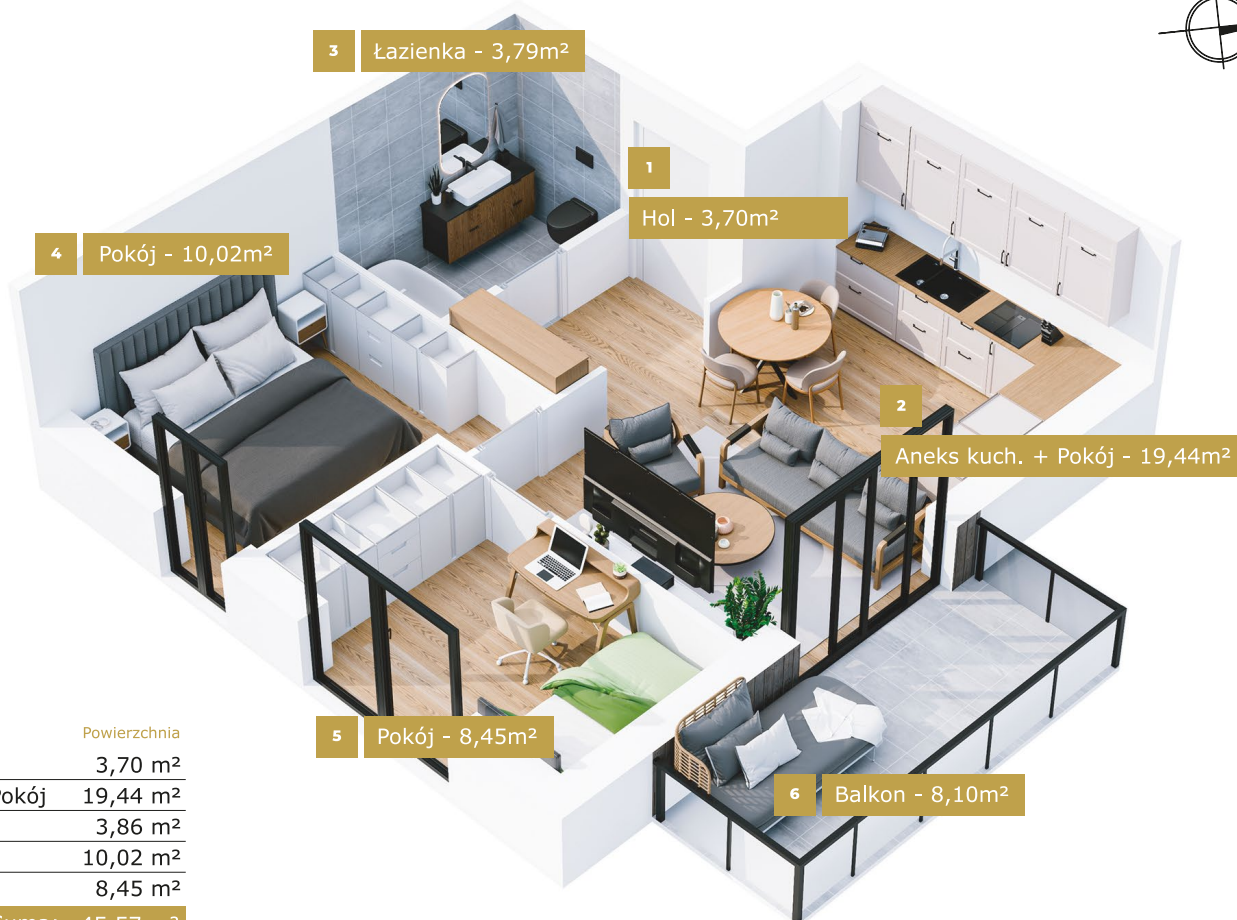 3 Łazienka - 3,79m²
1
Hol - 3,70m²
4 Pokój - 10,02m²
2
Aneks kuch. + Pokój - 19,44m²
5 Pokój - 8,45m²
6 Balkon - 8,10m²
Powierzchnia
3,70 m²
Pokój 19,44 m²
3,86 m²
10,02 m²
8,45 m²